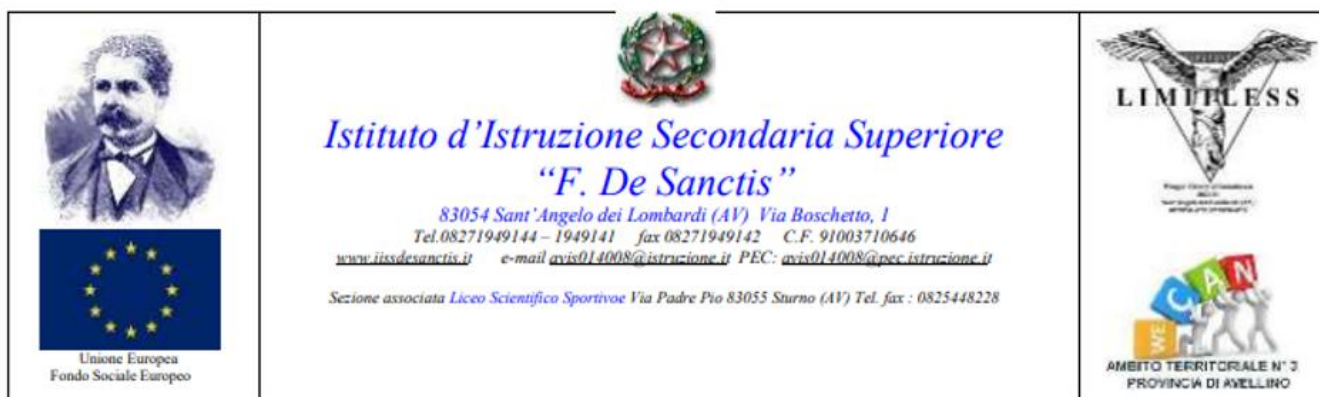 Unione Europea
Fondo Sociale Europeo
Istituto d'Istruzione Secondaria Superiore
“F. De Sanctis”
83054 Sant'Angelo dei Lombardi (AV) Via Boschetto, 1
Tel.08271949144 – 1949141 fax 08271949142 C.F. 91003710646
www.iissdesanctis.it e-mail avis014008@istruzione.it PEC: avis014008@pec.istruzione.it
Sezione associata Liceo Scientifico Sportivoe Via Padre Pio 83055 Sturno (AV) Tel. fax : 0825448228
LIMITLESS
WE CAN
AMBITO TERRITORIALE N° 3
PROVINCIA DI AVELLINO